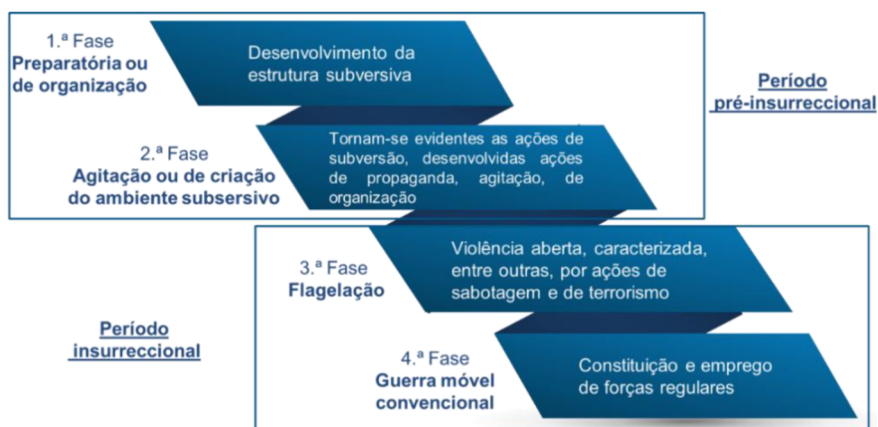 1.ª Fase
Preparatória ou
de organização
Desenvolvimento da
estrutura subversiva
Período
pré-insurreccional
2.ª Fase
Agitação ou de criação
do ambiente subsersivo
Tornam-se evidentes as ações de
subversão, desenvolvidas ações
de propaganda, agitação, de
organização
3.ª Fase
Flagelação
Violência aberta, caracterizada,
entre outras, por ações de
sabotagem e de terrorismo
Período
insurreccional
4.ª Fase
Guerra móvel
convencional
Constituição e emprego
de forças regulares